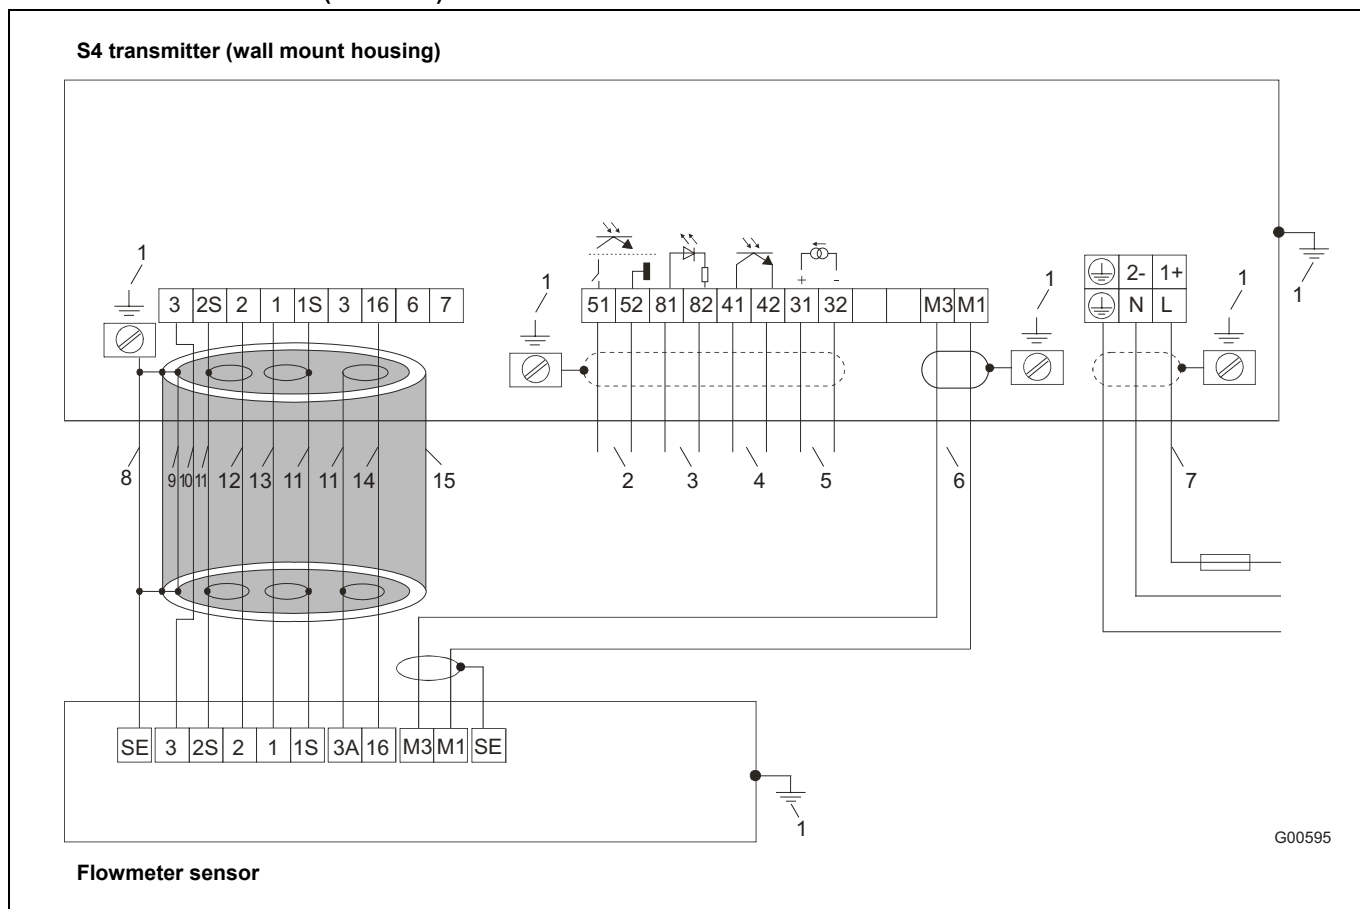 S4 transmitter (wall mount housing)
1 1 1 1 1
+ -
2- 1+
3 2S 2 1 1S 3 16 6 7
51 52 81 82 41 42 31 32 M3 M1
N L
8 9 10 11 12 13 11 11 14 15 2 3 4 5 6 7
SE 3 2S 2 1 1S 3A 16 M3 M1 SE
1
G00595
Flowmeter sensor